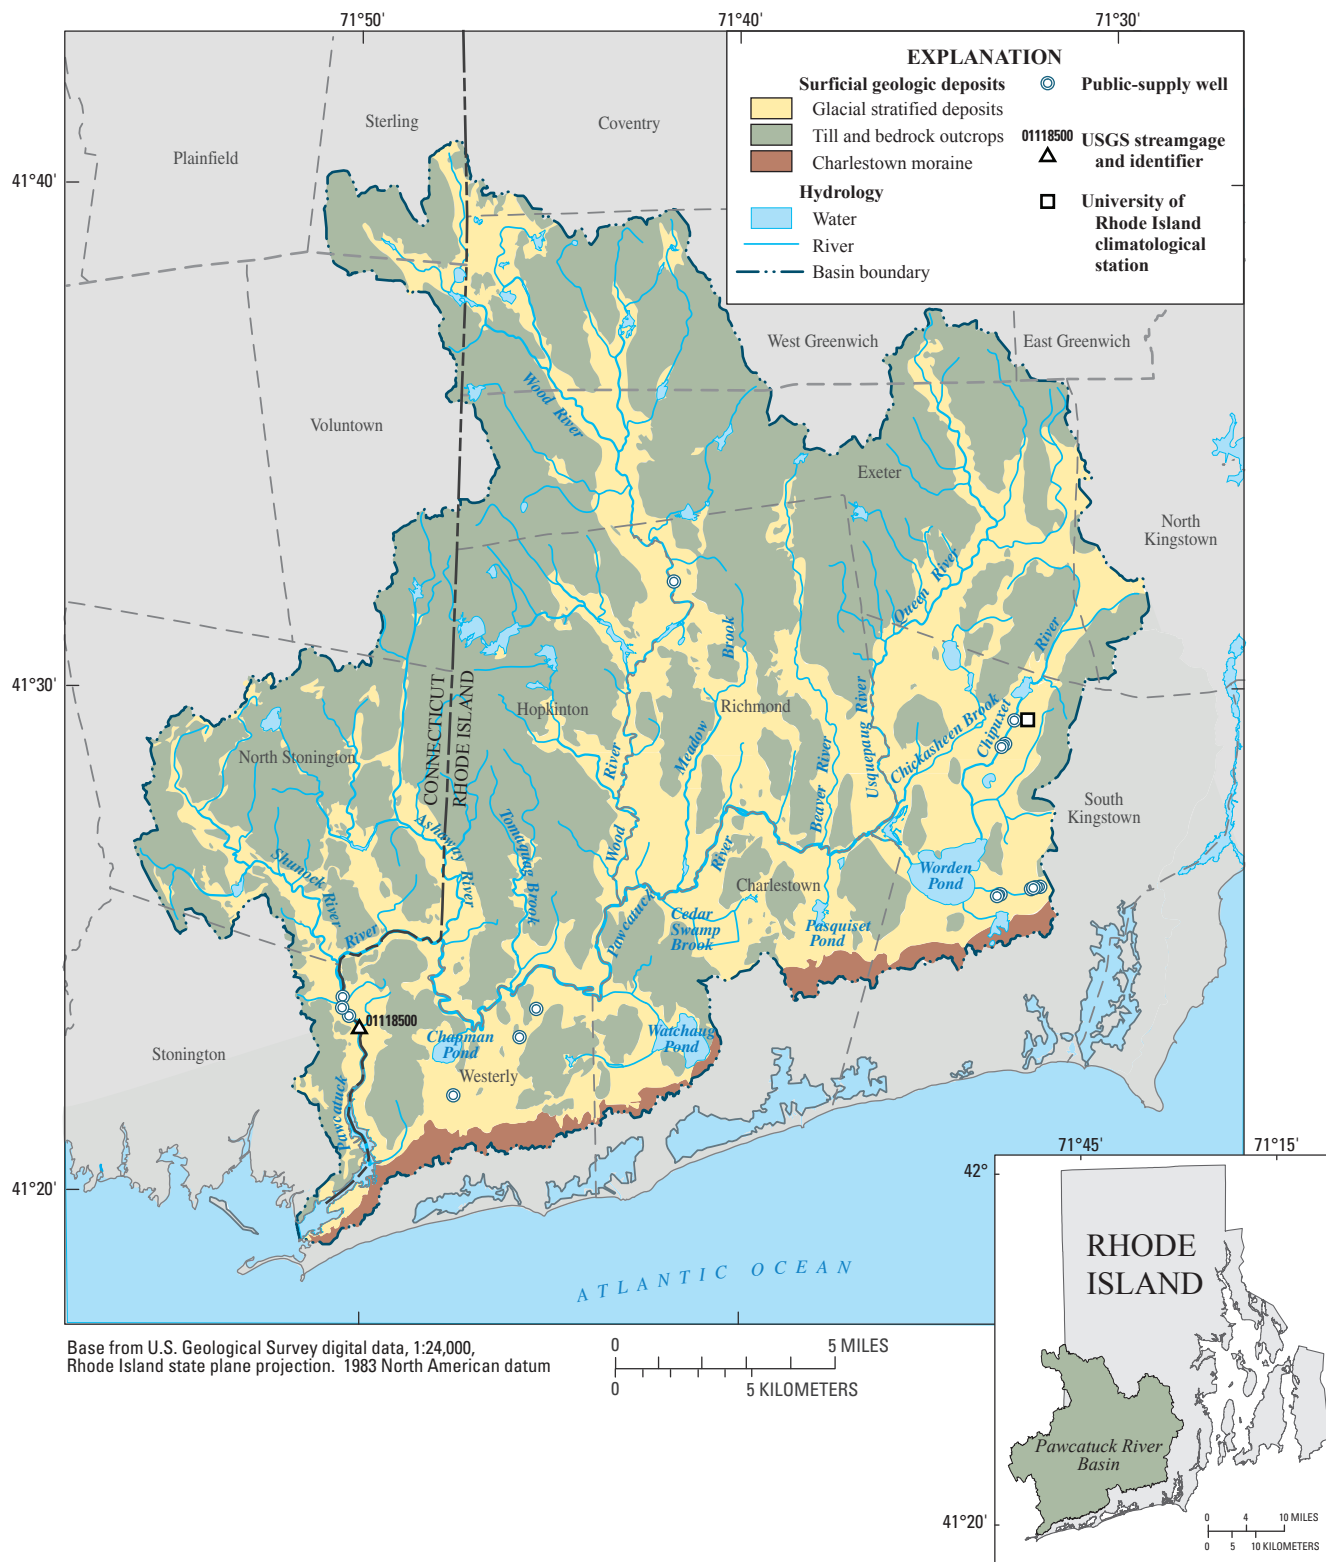 71°50'
71°40'
71°30'
EXPLANATION
Surficial geologic deposits
Glacial stratified deposits
Till and bedrock outcrops
Charlestown moraine
Hydrology
Water
River
Basin boundary
Public-supply well
01118500
USGS streamgage
and identifier
University of
Rhode Island
climatological
station
Sterling
Coventry
Plainfield
41°40'
West Greenwich
East Greenwich
Voluntown
Wood River
Exeter
North
Kingstown
Queen River
Brook
River
41°30'
CONNECTICUT
RHODE ISLAND
Hopkinton
Richmond
Usquepaug River
Chickasheen Brook
Chipuxet
North Stonington
River
Meadow
Beaver River
South
Kingstown
Ashaway
River
Tomaquag Brook
Wood
River
Shunock
River
Charlestown
Worden
Pond
Pawcatuck
Cedar
Swamp
Brook
Pasquiset
Pond
River
01118500
Chapman
Pond
Watchaug
Pond
Stonington
Westerly
Pawcatuck
41°20'
ATLANTIC OCEAN
71°45'
71°15'
42°
RHODE
ISLAND
Pawcatuck River
Basin
41°20'
0 4 10 MILES
0 5 10 KILOMETERS
Base from U.S. Geological Survey digital data, 1:24,000,
Rhode Island state plane projection. 1983 North American datum
0 5 MILES
0 5 KILOMETERS